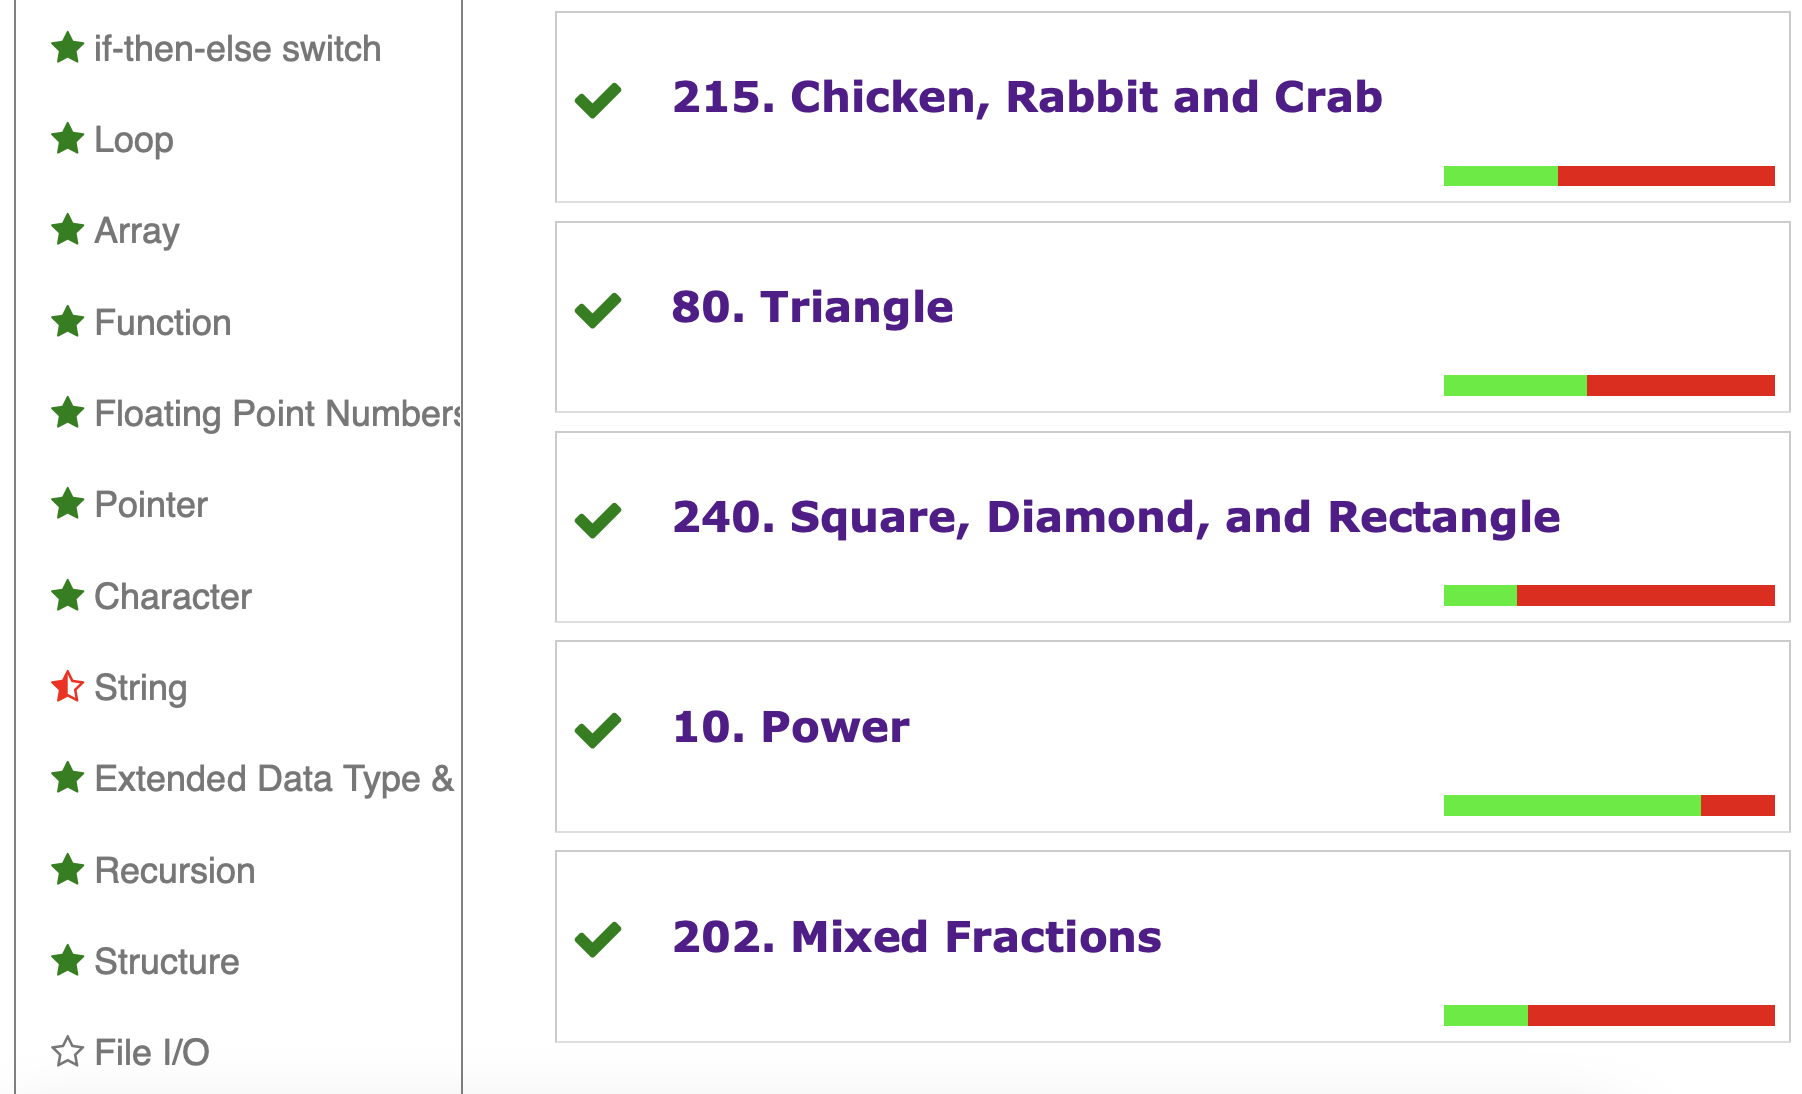 if-then-else switch
Loop
Array
Function
Floating Point Numbers
Pointer
Character
String
Extended Data Type &
Recursion
Structure
File I/O
215. Chicken, Rabbit and Crab
80. Triangle
240. Square, Diamond, and Rectangle
10. Power
202. Mixed Fractions